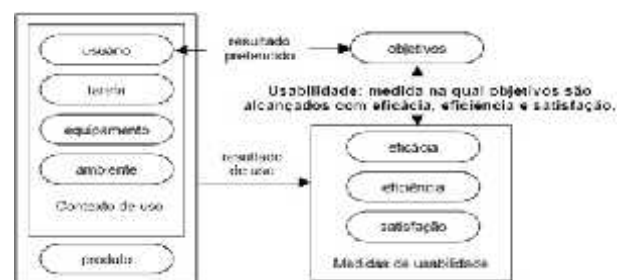 usuário
resultado
pretendido
objetivos
tarefa
Usabilidade: medida na qual objetivos são
alcançados com eficácia, eficiência e satisfação.
equipamento
ambiente
resultado
de uso
eficácia
eficiência
satisfação
Contexto de uso
produto
Medidas de usabilidade